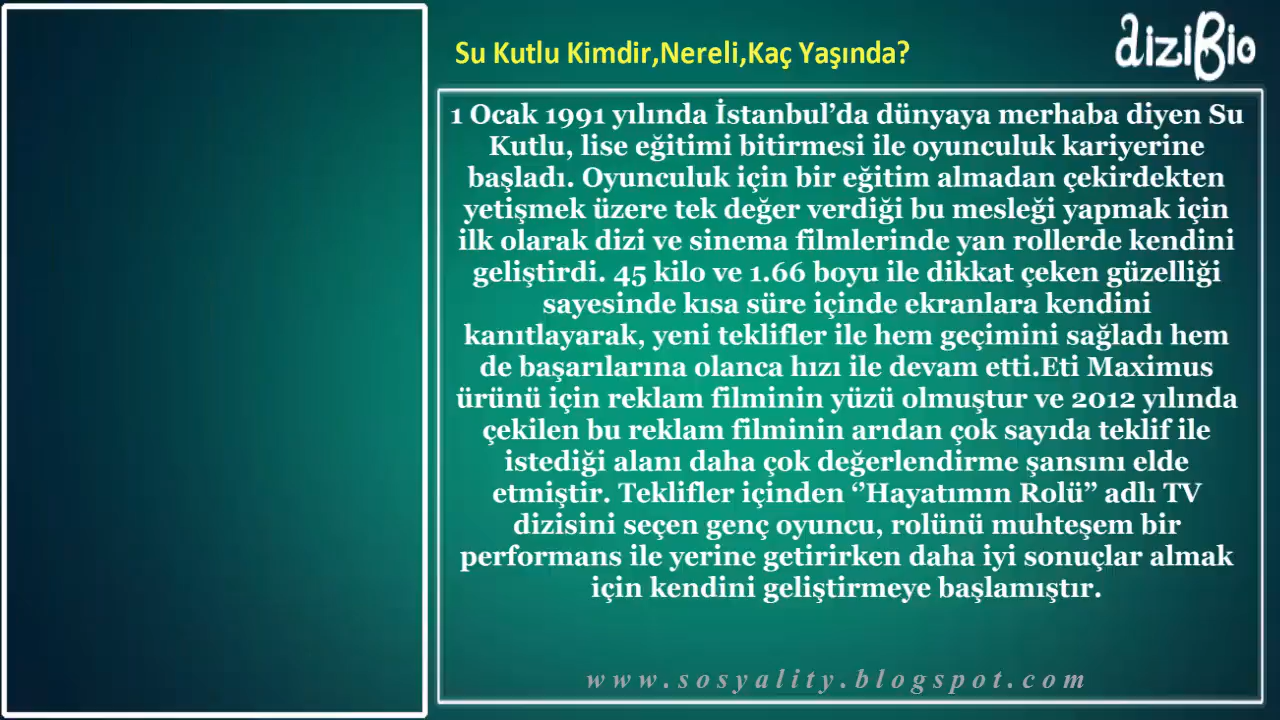 Su Kutlu Kimdir,Nereli,Kaç Yaşında?
diziBio
1 Ocak 1991 yılında İstanbul’da dünyaya merhaba diyen Su
Kutlu, lise eğitimi bitirmesi ile oyunculuk kariyerine
başladı. Oyunculuk için bir eğitim almadan çekirdekten
yetişmek üzere tek değer verdiği bu mesleği yapmak için
ilk olarak dizi ve sinema filmlerinde yan rollerde kendini
geliştirdi. 45 kilo ve 1.66 boyu ile dikkat çeken güzelliği
sayesinde kısa süre içinde ekranlara kendini
kanıtlayarak, yeni teklifler ile hem geçimini sağladı hem
de başarılarına olanca hızı ile devam etti.Eti Maximus
ürünü için reklam filminin yüzü olmuştur ve 2012 yılında
çekilen bu reklam filminin arıdan çok sayıda teklif ile
istediği alanı daha çok değerlendirme şansını elde
etmiştir. Teklifler içinden ‘’Hayatımın Rolü’’ adlı TV
dizisini seçen genç oyuncu, rolünü muhteşem bir
performans ile yerine getirirken daha iyi sonuçlar almak
için kendini geliştirmeye başlamıştır.
www.sosyality.blogspot.com